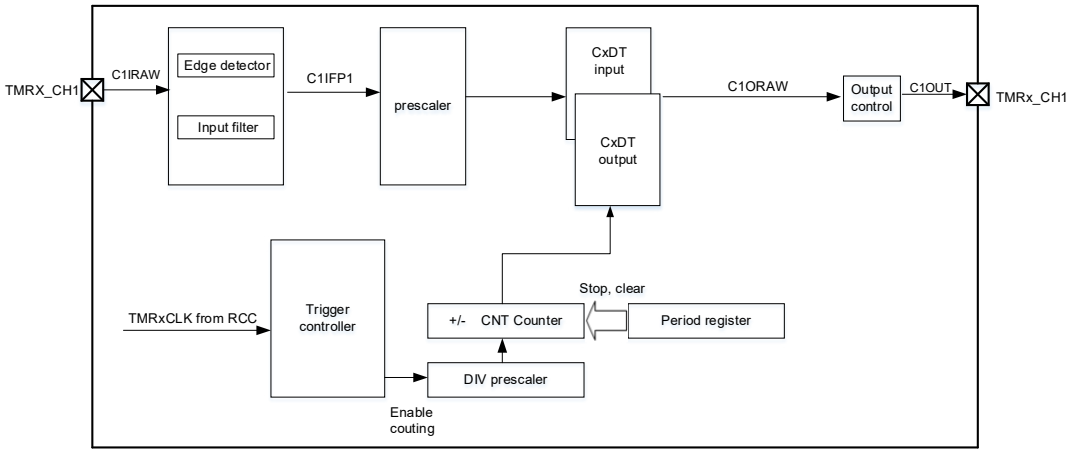 TMRX_CH1
C1IRAW
Edge detector
Input filter
C1IFP1
prescaler
CxDT
input
CxDT
output
C1ORAW
Output
control
C1OUT
TMRx_CH1
TMRxCLK from RCC
Trigger
controller
Stop, clear
+/- CNT Counter
Period register
DIV prescaler
Enable
couting